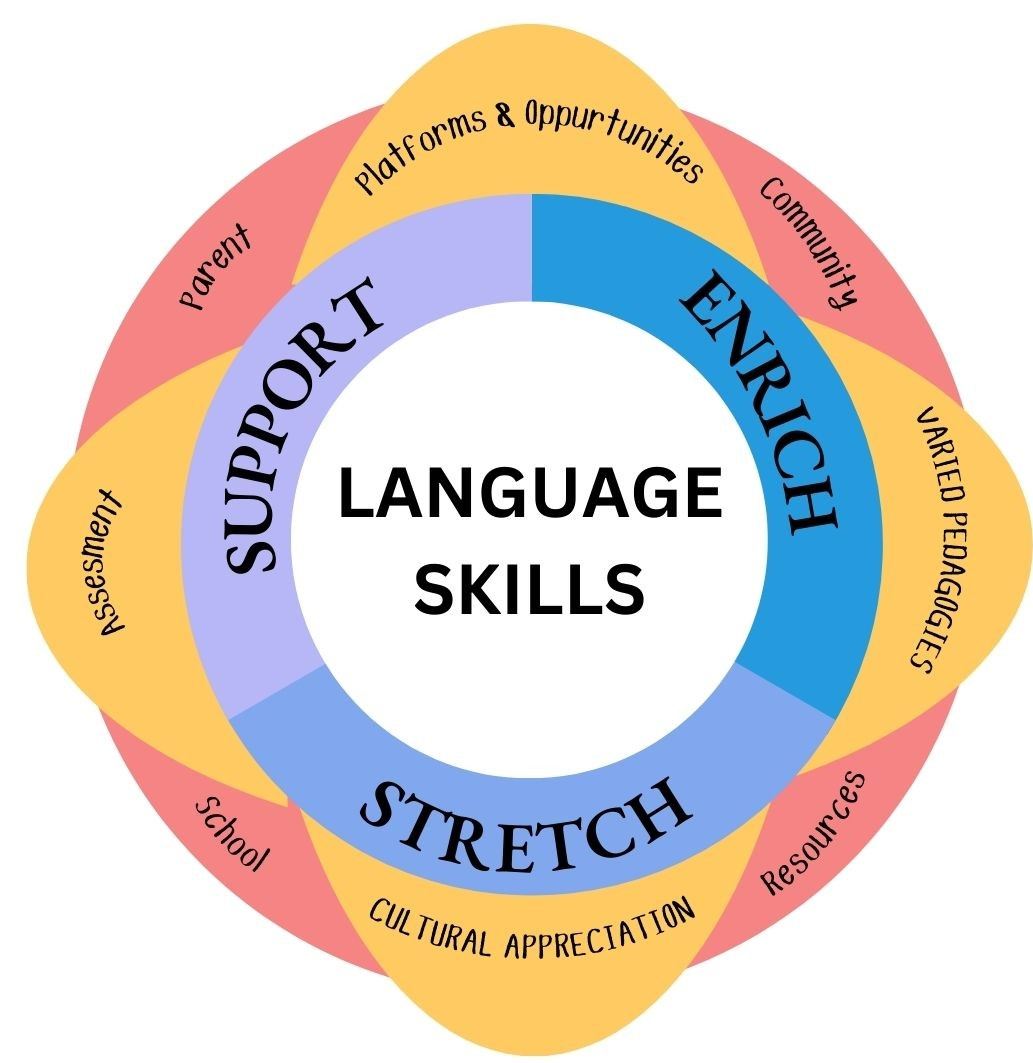 Platforms & Oppurtunities
Parent
Community
SUPPORT
ENRICH
LANGUAGE
SKILLS
Assesment
VARIED PEDAGOGIES
STRETCH
School
Resources
CULTURAL APPRECIATION